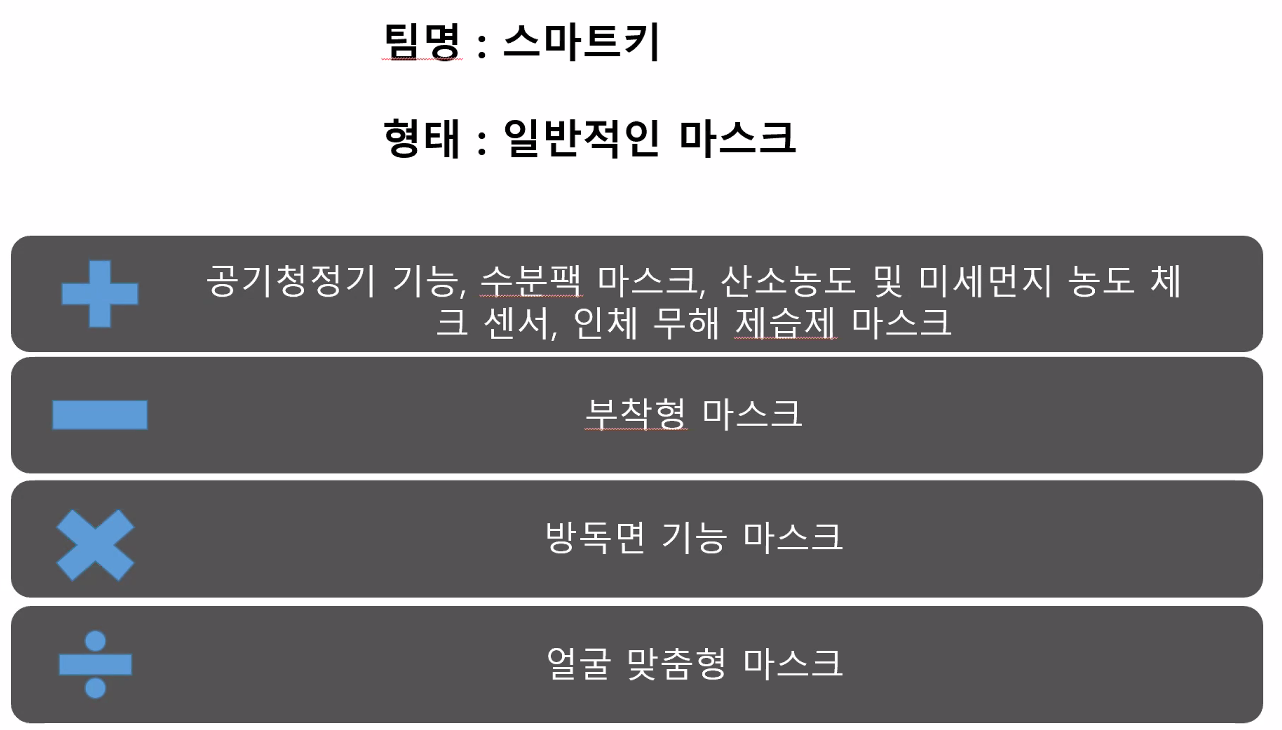 팀명 : 스마트키
형태 : 일반적인 마스크
공기청정기 기능, 수분팩 마스크, 산소농도 및 미세먼지 농도 체
크 센서, 인체 무해 제습제 마스크
부착형 마스크
방독면 기능 마스크
얼굴 맞춤형 마스크